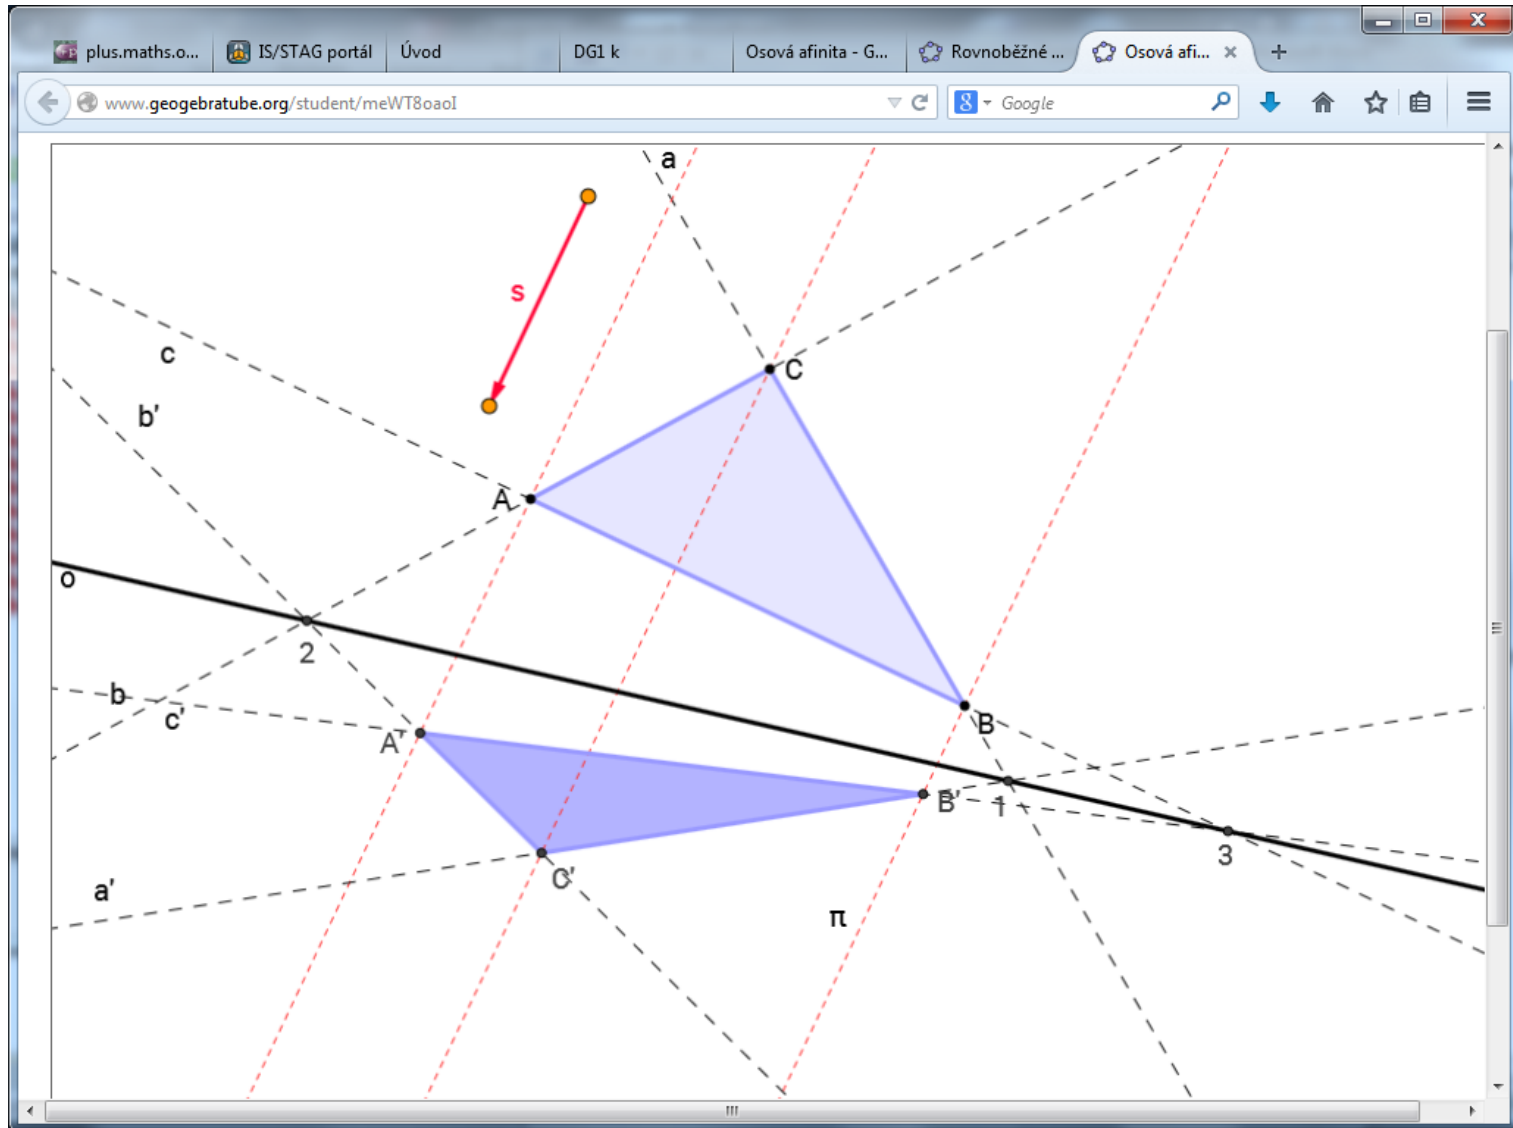 plus.maths.o... IS/STAG portál Úvod DG1 k Osová afinita - G... Rovnoběžné ... Osová afi...
www.geogebratube.org/student/meWT8oaoI 8 Google
a
s
c
C
b'
A
o
2
b
c'
B
A'
B'
1
3
C'
a'
π